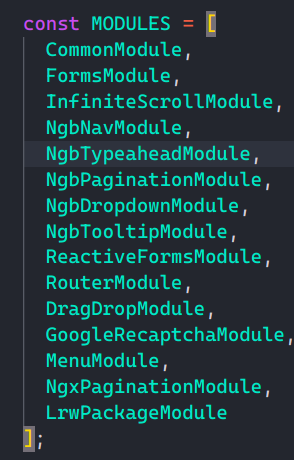 const MODULES = [
CommonModule,
FormsModule,
InfiniteScrollModule,
NgbNavModule,
NgbTypeaheadModule,
NgbPaginationModule,
NgbDropdownModule,
NgbTooltipModule,
ReactiveFormsModule,
RouterModule,
DragDropModule,
GoogleRecaptchaModule,
MenuModule,
NgxPaginationModule,
LrwPackageModule
];